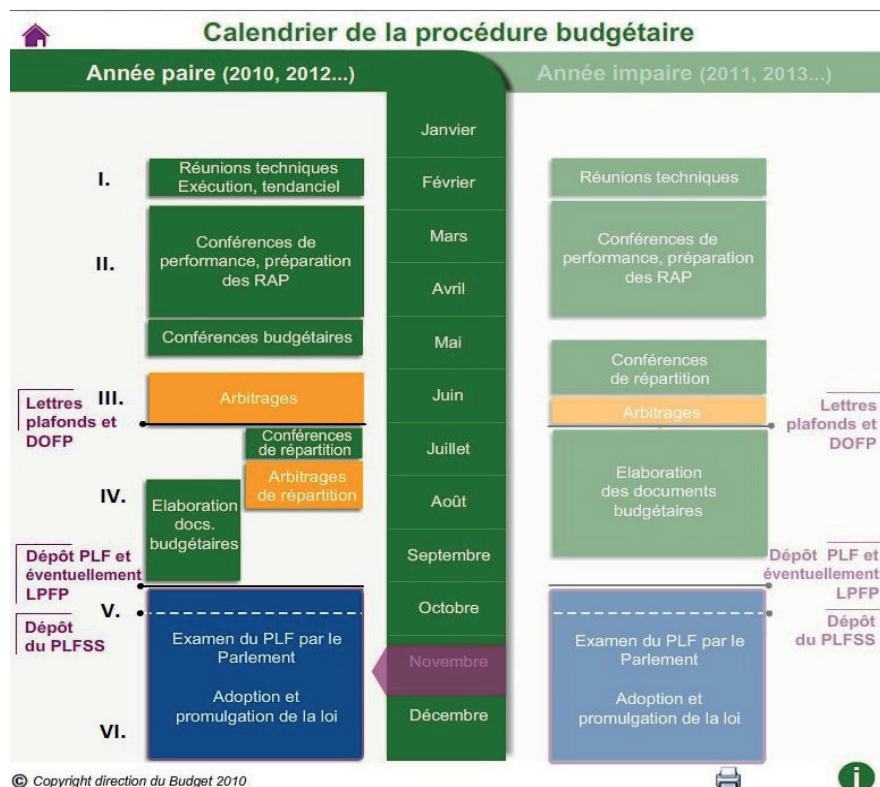 Calendrier de la procédure budgétaire
Année paire (2010, 2012...)
Année impaire (2011, 2013...)
Janvier
Février
Mars
Avril
Mai
Juin
Juillet
Août
Septembre
Octobre
Novembre
Décembre
I.
Réunions techniques
Exécution, tendanciel
II.
Conférences de
performance, préparation
des RAP
Conférences budgétaires
III.
Arbitrages
Lettres
plafonds et
DOFP
Conférences
de répartition
Arbitrages
de répartition
IV.
Elaboration
docs.
budgétaires
Dépôt PLF et
éventuellement
LPFP
V.
Dépôt
du PLFSS
Examen du PLF par le
Parlement
Adoption et
promulgation de la loi
VI.
Réunions techniques
Conférences de
performance, préparation
des RAP
Conférences
de répartition
Arbitrages
Lettres
plafonds et
DOFP
Elaboration
des documents
budgétaires
Dépôt PLF et
éventuellement
LPFP
Dépôt
du PLFSS
Examen du PLF par le
Parlement
Adoption et
promulgation de la loi
© Copyright direction du Budget 2010
i